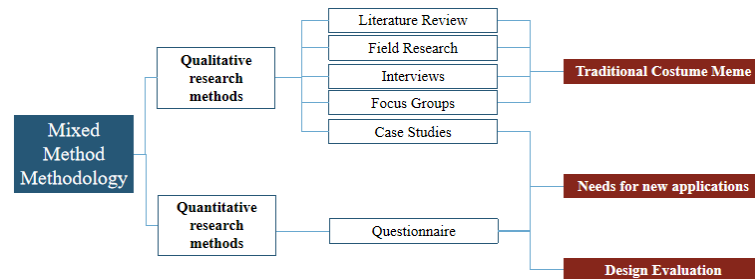 Mixed
Method
Methodology
Qualitative
research
methods
Quantitative
research
methods
Literature Review
Field Research
Interviews
Focus Groups
Case Studies
Questionnaire
Traditional Costume Meme
Needs for new applications
Design Evaluation